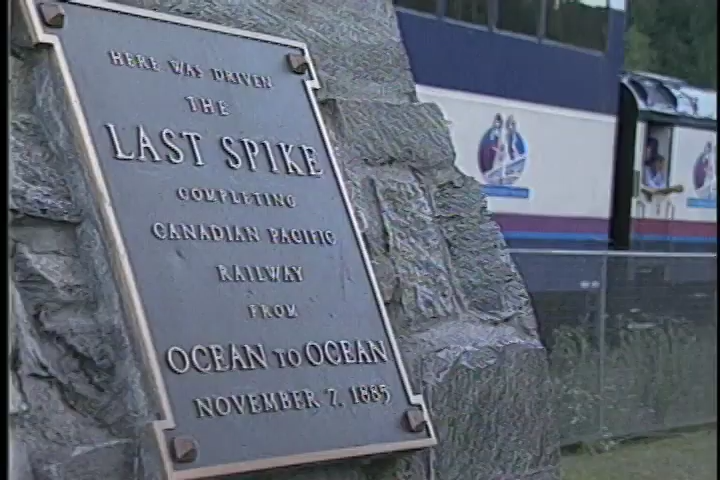 HERE WAS DRIVEN
THE
LAST SPIKE
COMPLETING
CANADIAN PACIFIC
RAILWAY
FROM
OCEAN TO OCEAN
NOVEMBER 7, 1885